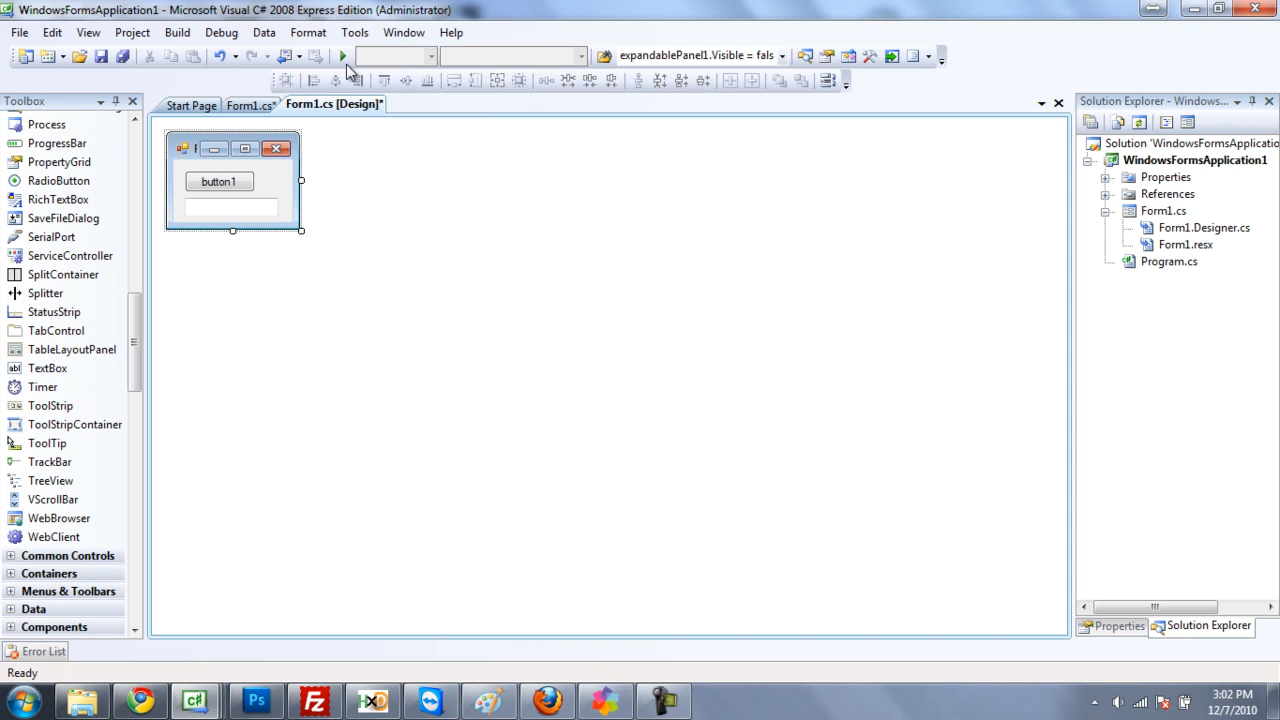 WindowsFormsApplication1 - Microsoft Visual C# 2008 Express Edition (Administrator)
File Edit View Project Build Debug Data Format Tools Window Help
expandablePanel1.Visible = fals
Toolbox
Start Page
Form1.cs*
Form1.cs [Design]*
Solution Explorer - Windows...
Process
ProgressBar
PropertyGrid
RadioButton
RichTextBox
SaveFileDialog
SerialPort
ServiceController
SplitContainer
Splitter
StatusStrip
TabControl
TableLayoutPanel
TextBox
Timer
ToolStrip
ToolStripContainer
ToolTip
TrackBar
TreeView
VScrollBar
WebBrowser
WebClient
Common Controls
Containers
Menus & Toolbars
Data
Components
button1
Solution 'WindowsFormsApplicatio
WindowsFormsApplication1
Properties
References
Form1.cs
Form1.Designer.cs
Form1.resx
Program.cs
Properties
Solution Explorer
Error List
Ready
Ps
Fz
3:02 PM
12/7/2010